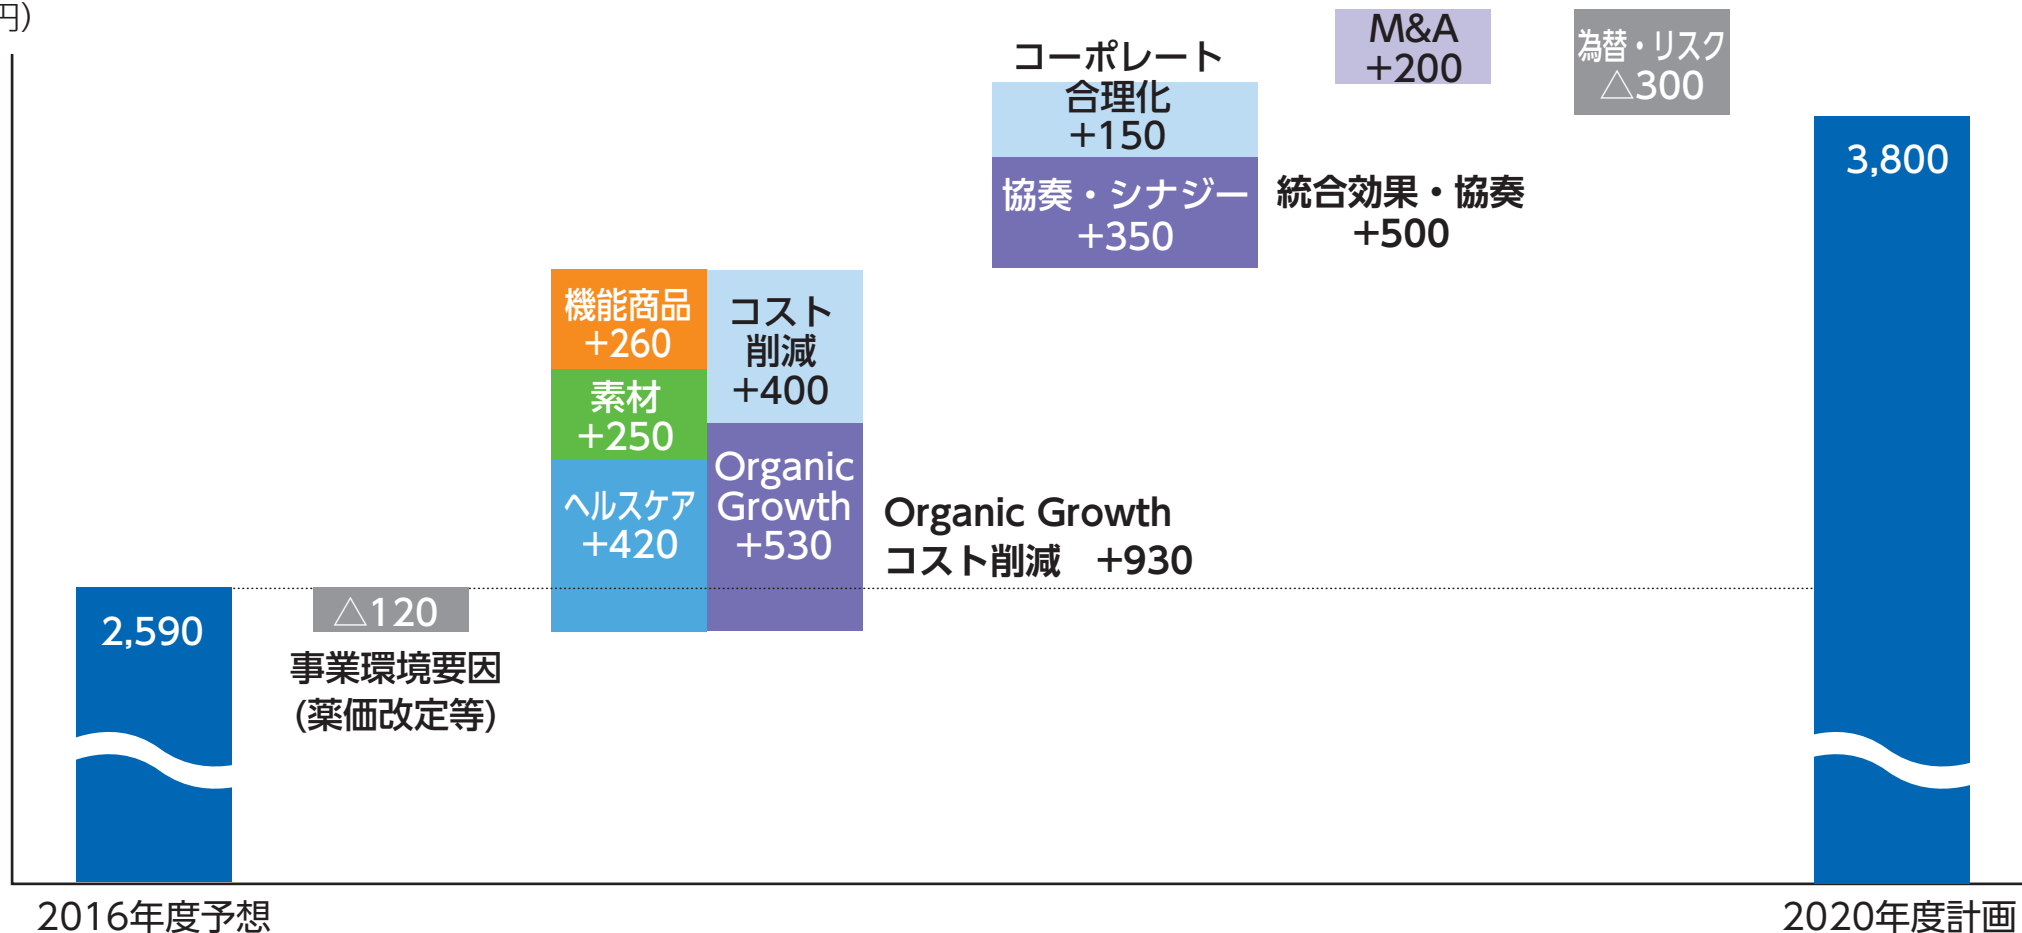 円)
2,590
△120
事業環境要因
(薬価改定等)
機能商品
+260
素材
+250
ヘルスケア
+420
コスト
削減
+400
Organic
Growth
+530
Organic Growth
コスト削減 +930
コーポレート
合理化
+150
協奏・シナジー
+350
統合効果・協奏
+500
M&A
+200
為替・リスク
△300
3,800
2016年度予想
2020年度計画